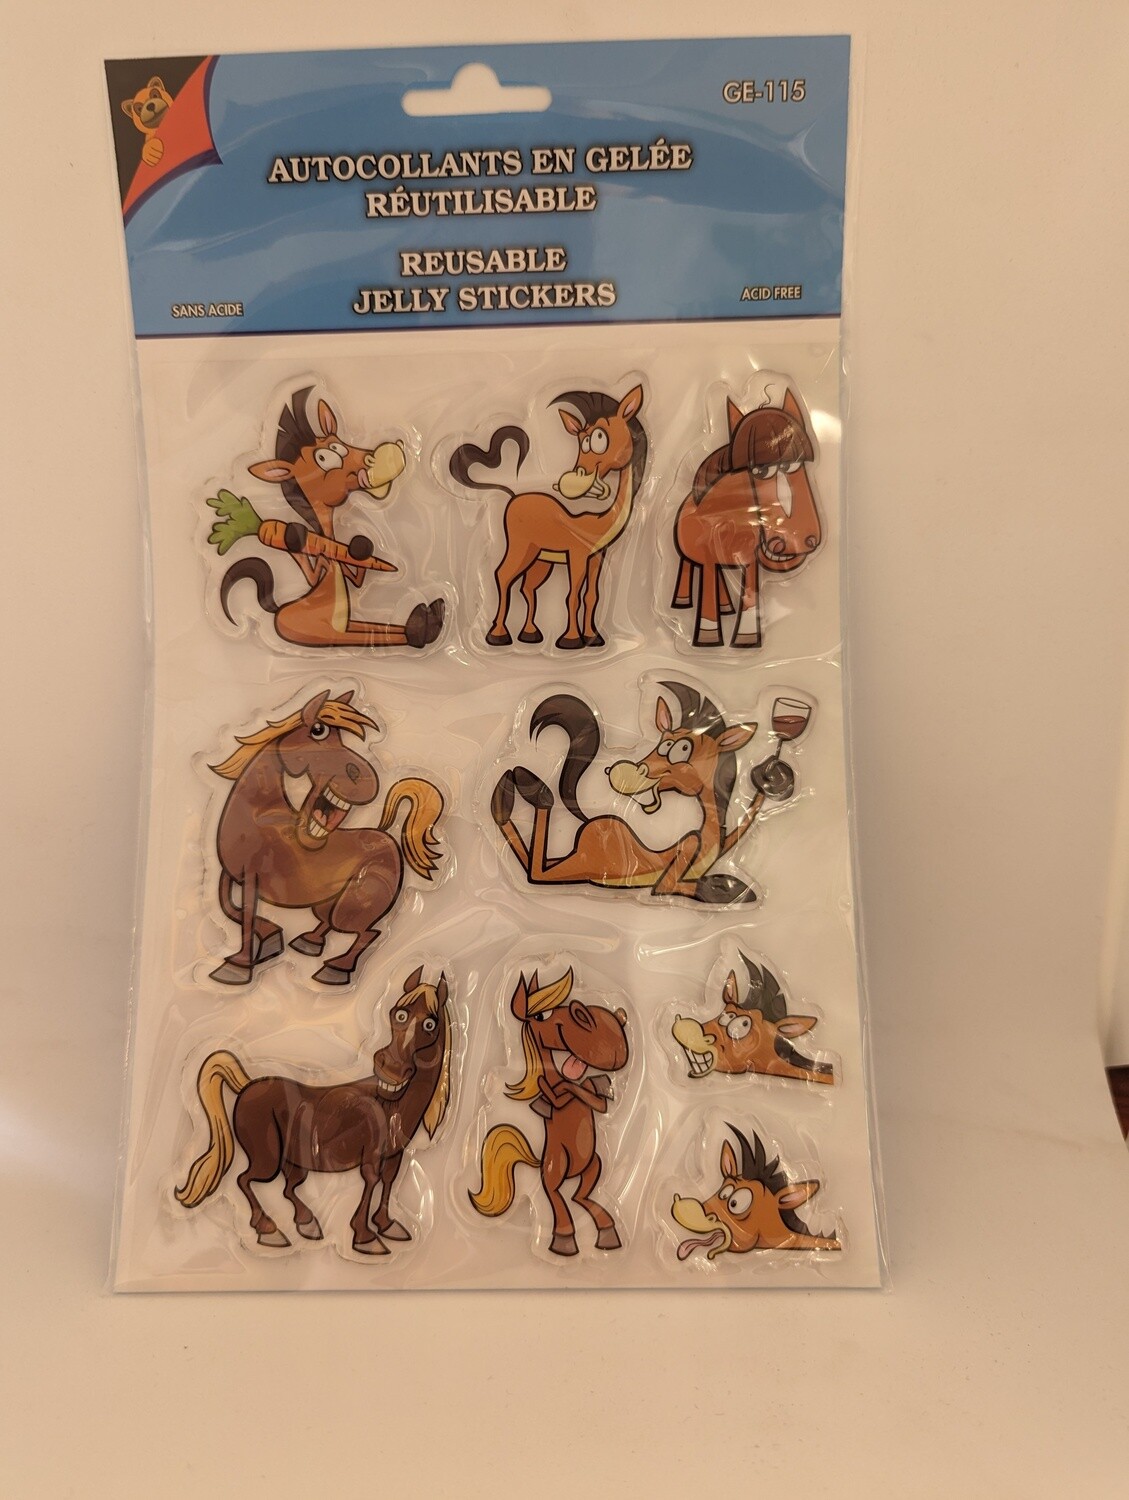 GE-115
AUTOCOLLANTS EN GELÉE
RÉUTILISABLE
REUSABLE
JELLY STICKERS
SANS ACIDE
ACID FREE